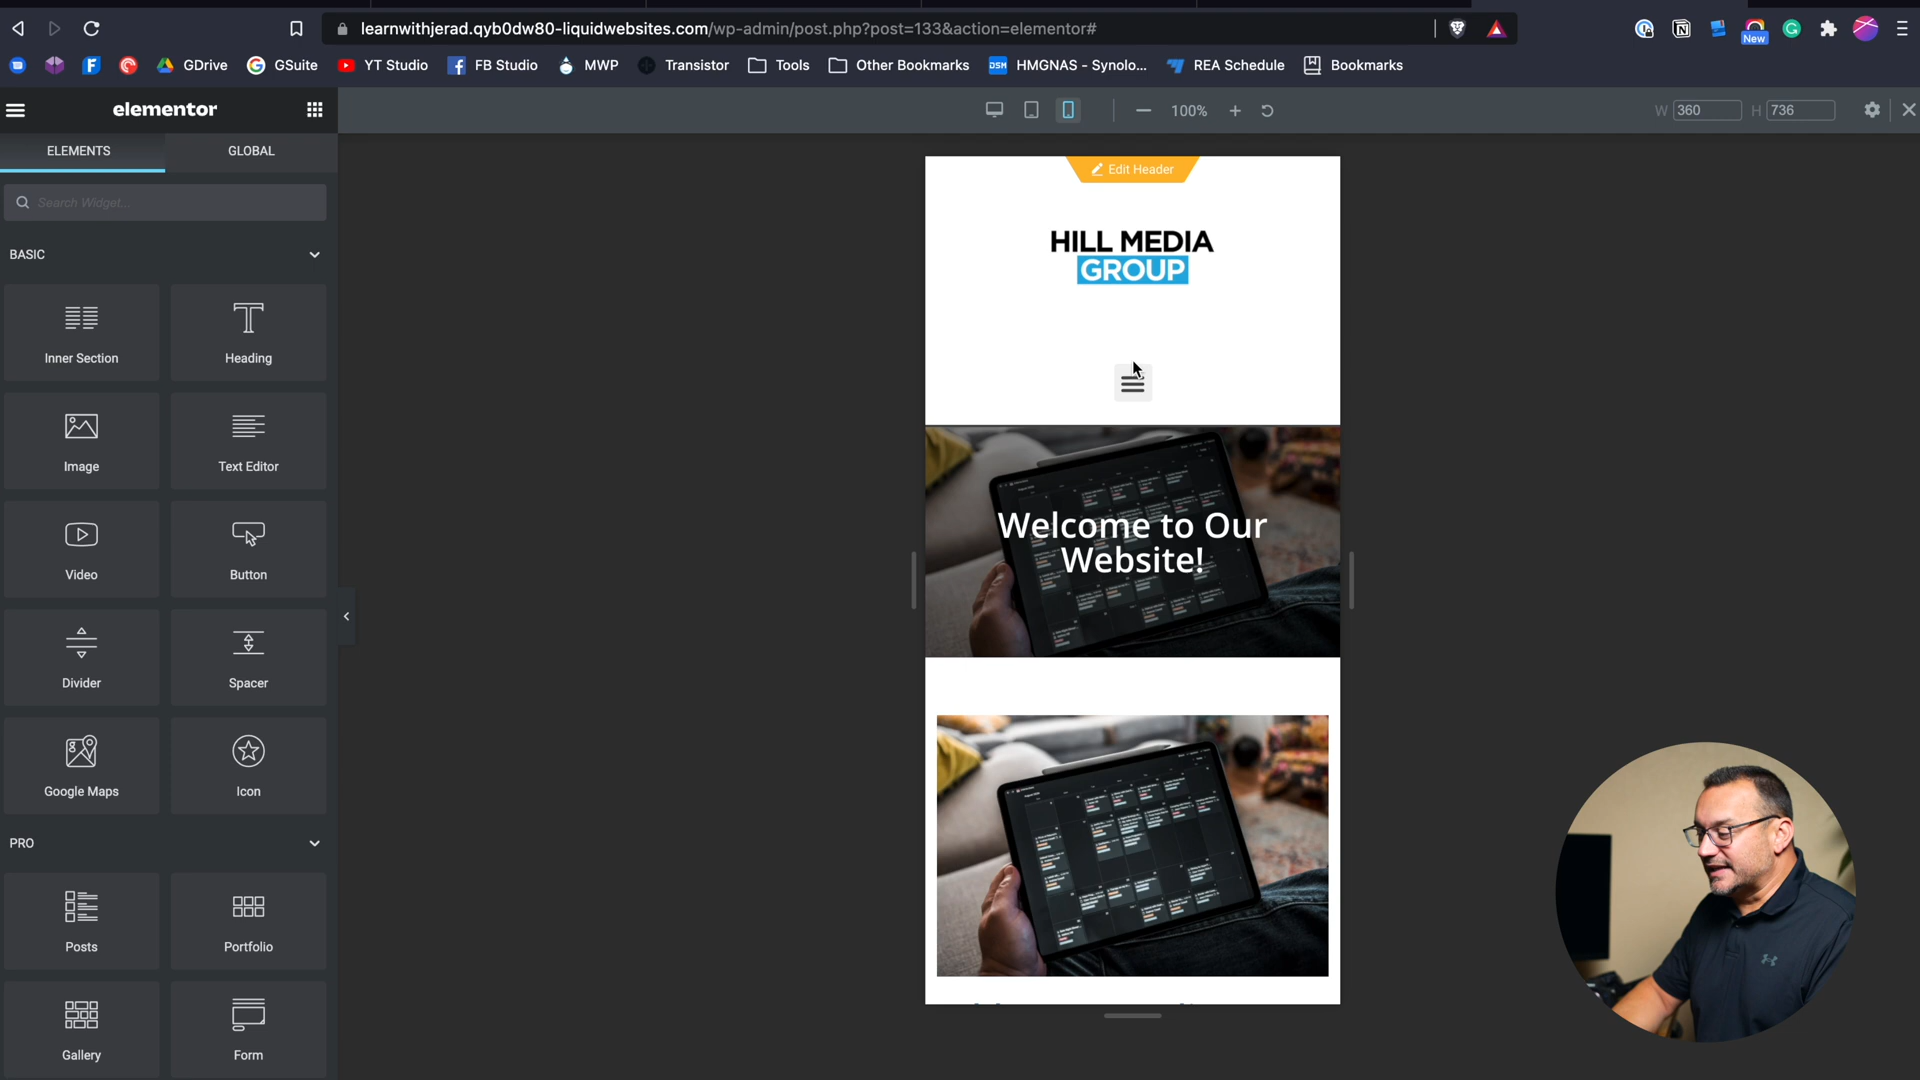 learnwithjerad.qyb0dw80-liquidwebsites.com/wp-admin/post.php?post=133&action=elementor#
New
GDrive
GSuite
YT Studio
FB Studio
MWP
Transistor
Tools
Other Bookmarks
DSM
HMGNAS - Synolo...
REA Schedule
Bookmarks
elementor
100%
W 360
H 736
ELEMENTS
GLOBAL
Search Widget...
BASIC
Inner Section
Heading
Image
Text Editor
Video
Button
Divider
Spacer
Google Maps
Icon
PRO
Posts
Portfolio
Gallery
Form
Edit Header
HILL MEDIA
GROUP
Welcome to Our
Website!